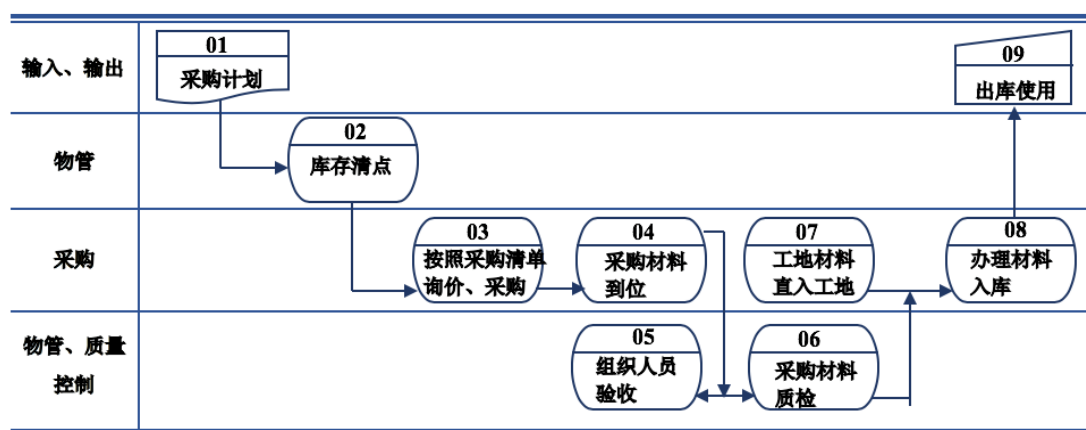 输入、输出
01
采购计划
09
出库使用
物管
02
库存清点
采购
03
按照采购清单
询价、采购
04
采购材料
到位
07
工地材料
直入工地
08
办理材料
入库
物管、质量
控制
05
组织人员
验收
06
采购材料
质检